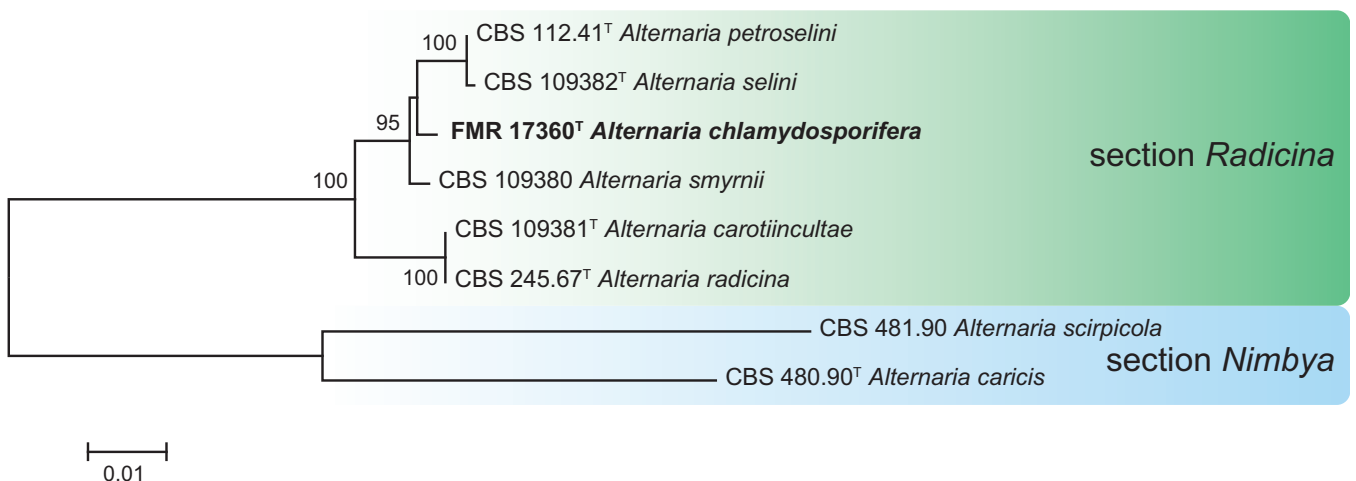 CBS 112.41ᵀ Alternaria petroselini
100
CBS 109382ᵀ Alternaria selini
95
FMR 17360ᵀ Alternaria chlamydosporifera
section Radicina
100
CBS 109380 Alternaria smyrnii
CBS 109381ᵀ Alternaria carotiincultae
100
CBS 245.67ᵀ Alternaria radicina
CBS 481.90 Alternaria scirpicola
section Nimbya
CBS 480.90ᵀ Alternaria caricis
0.01